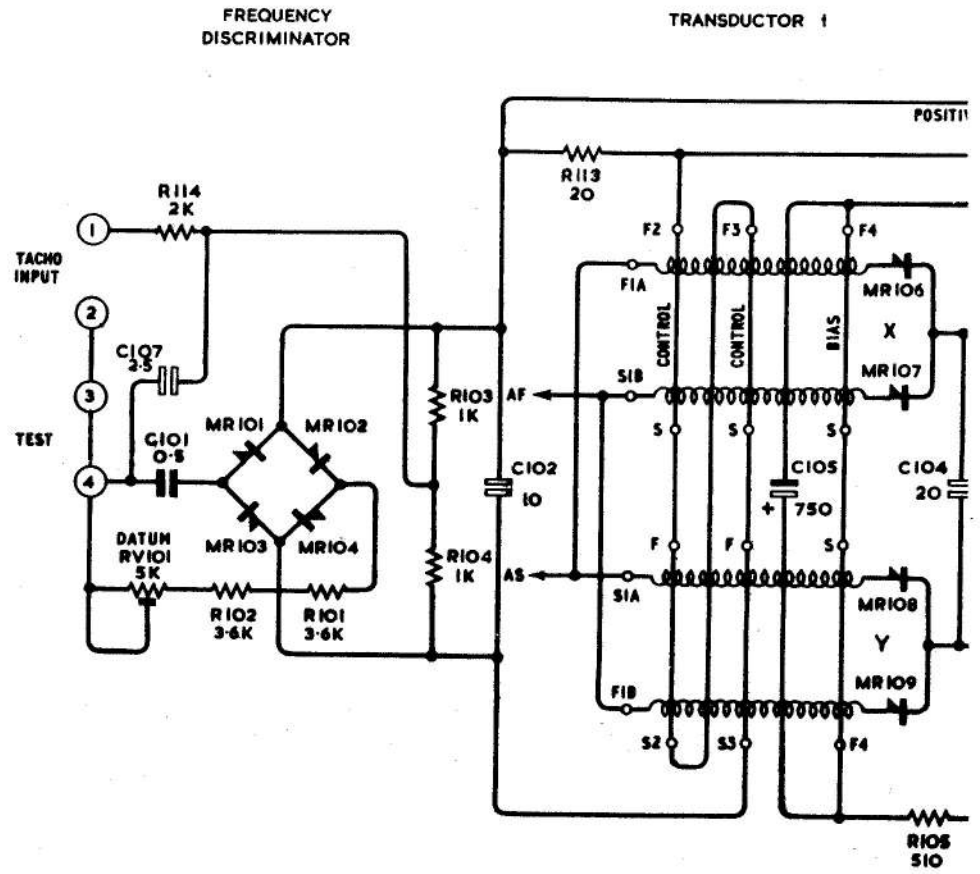 FREQUENCY
DISCRIMINATOR
TRANSDUCTOR 1
POSITI
R113
20
R114
2K
1
TACHO
INPUT
2
3
TEST
4
C107
2.5
C101
0.5
MR101
MR102
MR103
MR104
DATUM
RV101
5K
R102
3.6K
R101
3.6K
R103
1K
R104
1K
C102
10
AF
AS
F2
F3
F4
F1A
CONTROL
CONTROL
BIAS
MR106
X
MR107
S1B
S
S
S
C105
+ 750
C104
20
F
F
S
S1A
MR108
Y
MR109
F1B
S2
S3
F4
R105
510